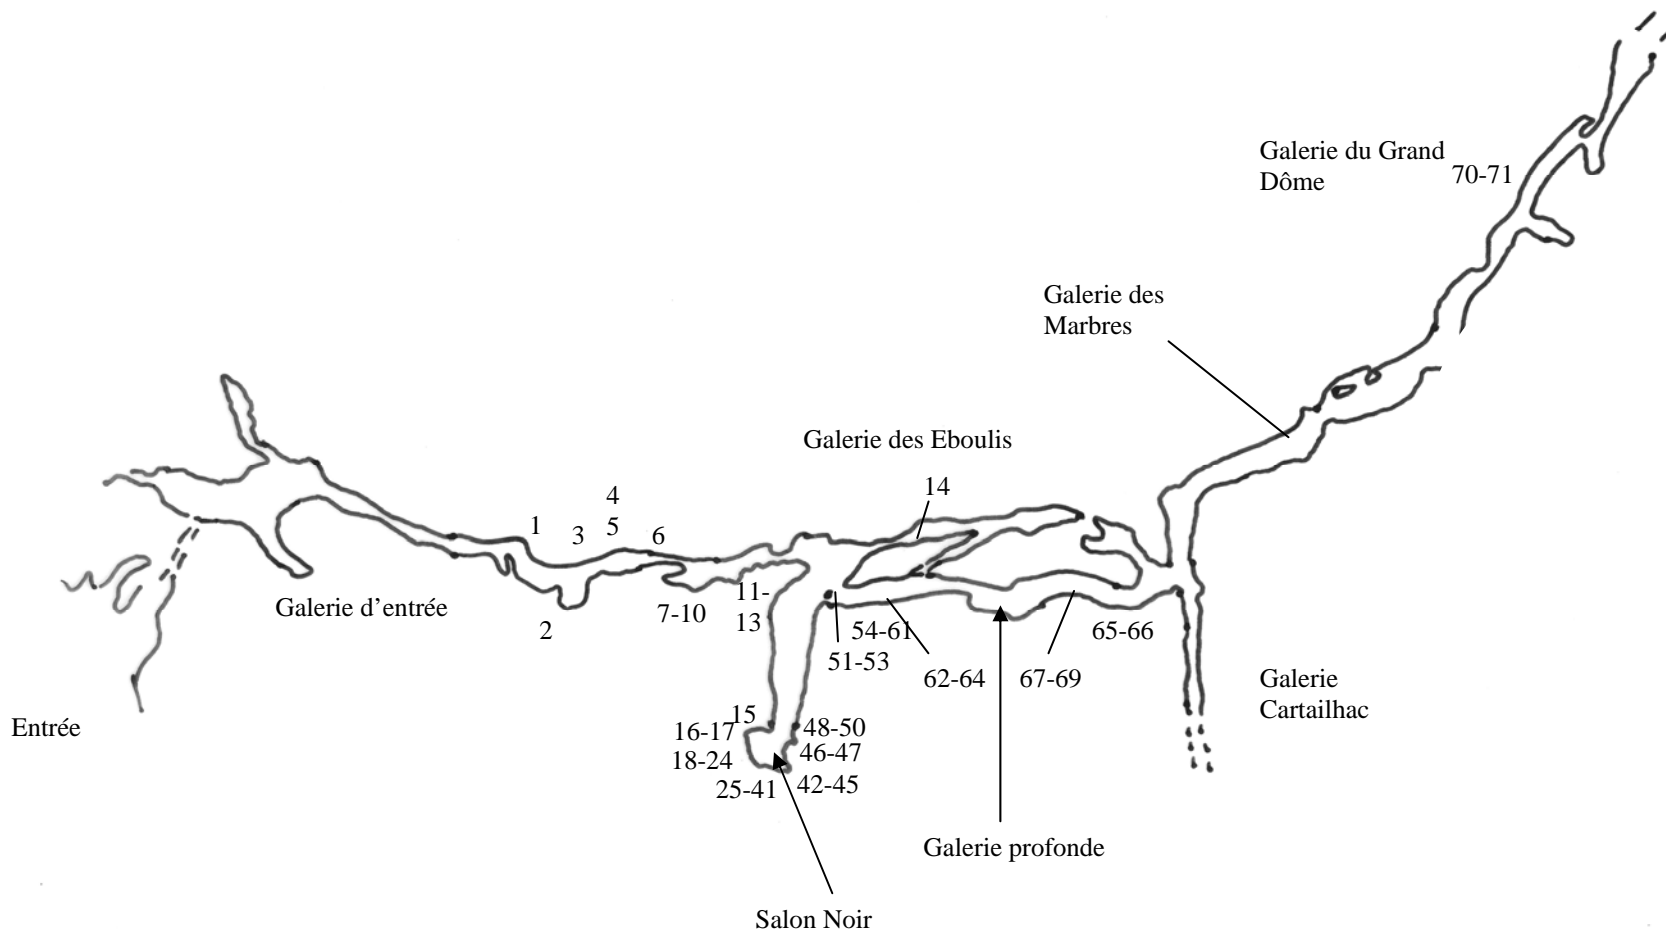 Galerie du Grand
Dôme
70-71
Galerie des
Marbres
Galerie des Eboulis
14
4
1
3
5
6
Galerie d’entrée
2
7-10
11-
13
54-61
51-53
62-64
67-69
65-66
Galerie
Cartailhac
Entrée
15
16-17
18-24
25-41
48-50
46-47
42-45
Galerie profonde
Salon Noir